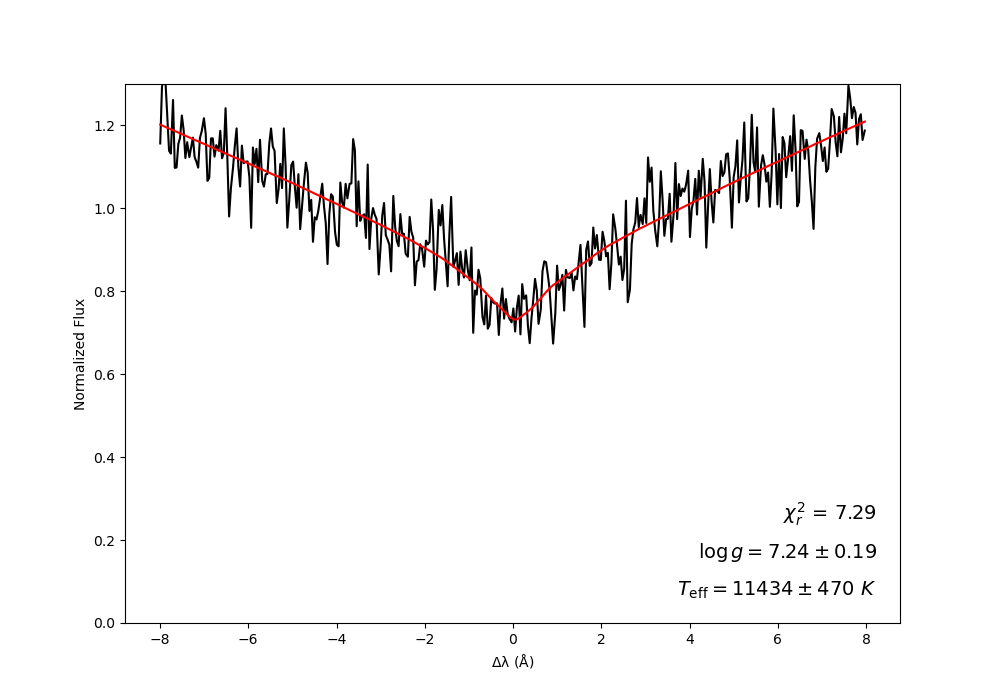 1.2
1.0
0.8
0.6
0.4
0.2
0.0
Normalized Flux
χ²ᵣ = 7.29
log g = 7.24 ± 0.19
T_eff = 11434 ± 470 K
−8 −6 −4 −2 0 2 4 6 8
Δλ (Å)